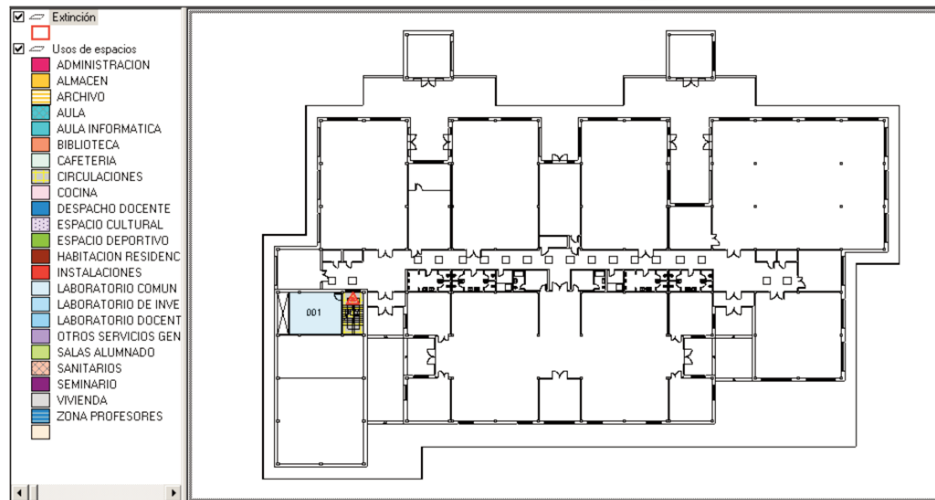 Extinción
Usos de espacios
ADMINISTRACION
ALMACEN
ARCHIVO
AULA
AULA INFORMATICA
BIBLIOTECA
CAFETERIA
CIRCULACIONES
COCINA
DESPACHO DOCENTE
ESPACIO CULTURAL
ESPACIO DEPORTIVO
HABITACION RESIDENC
INSTALACIONES
LABORATORIO COMUN
LABORATORIO DE INVE
LABORATORIO DOCENT
OTROS SERVICIOS GEN
SALAS ALUMNADO
SANITARIOS
SEMINARIO
VIVIENDA
ZONA PROFESORES
001